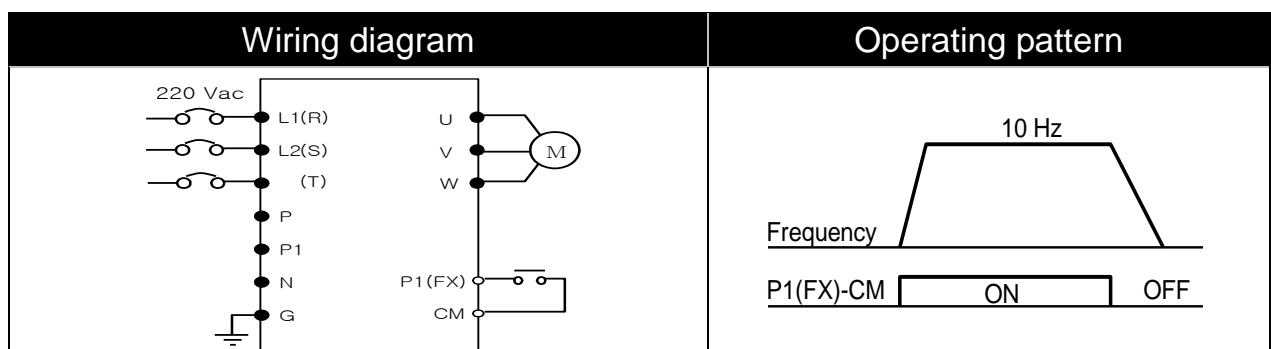 Wiring diagram
Operating pattern
220 Vac
L1(R)
L2(S)
(T)
P
P1
N
G
U
V
W
M
P1(FX)
CM
10 Hz
Frequency
P1(FX)-CM ON OFF